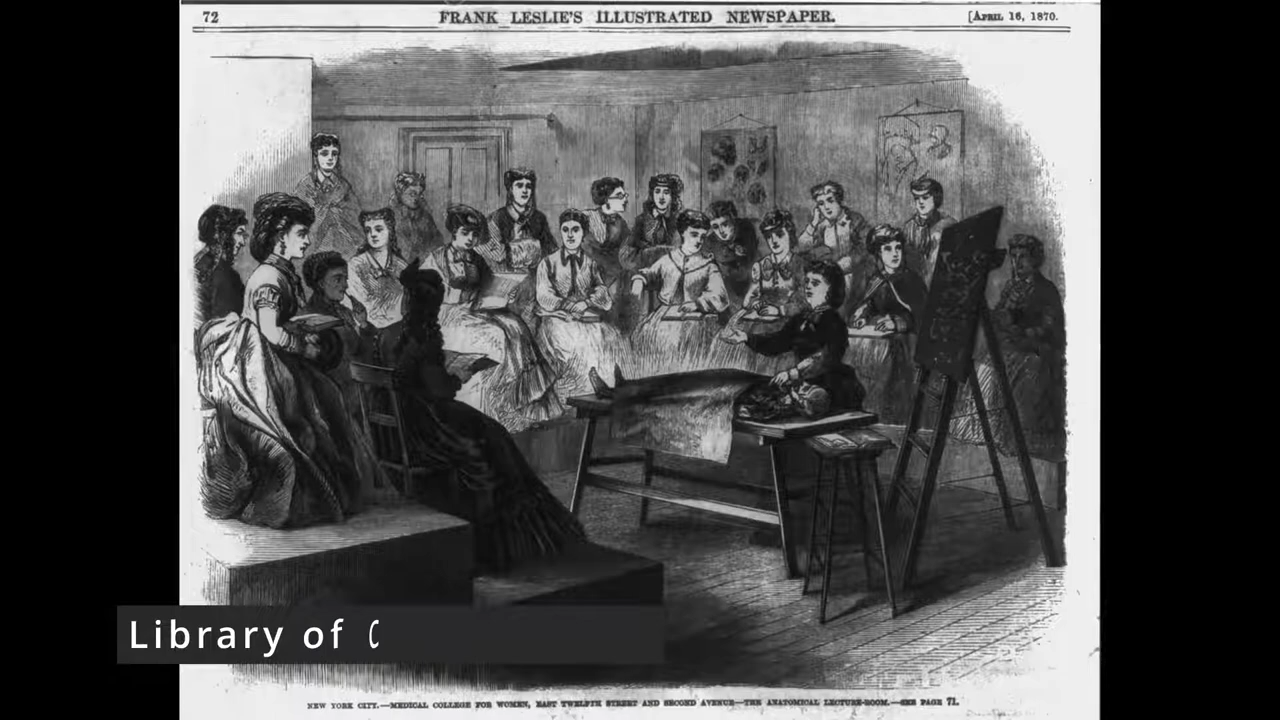 72 FRANK LESLIE'S ILLUSTRATED NEWSPAPER. [APRIL 16, 1870.
Library of C
NEW YORK CITY.—MEDICAL COLLEGE FOR WOMEN, EAST TWELFTH STREET AND SECOND AVENUE—THE ANATOMICAL LECTURE-ROOM.—SEE PAGE 71.